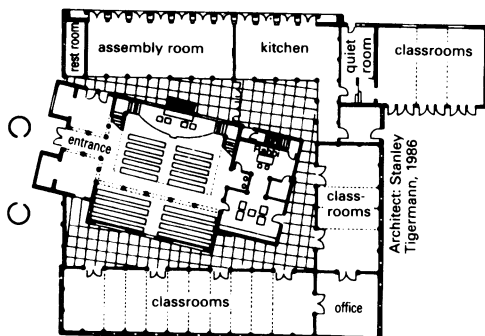 rest room
assembly room
kitchen
quiet
room
classrooms
entrance
class-
rooms
Architect: Stanley
Tigermann, 1986
classrooms
office